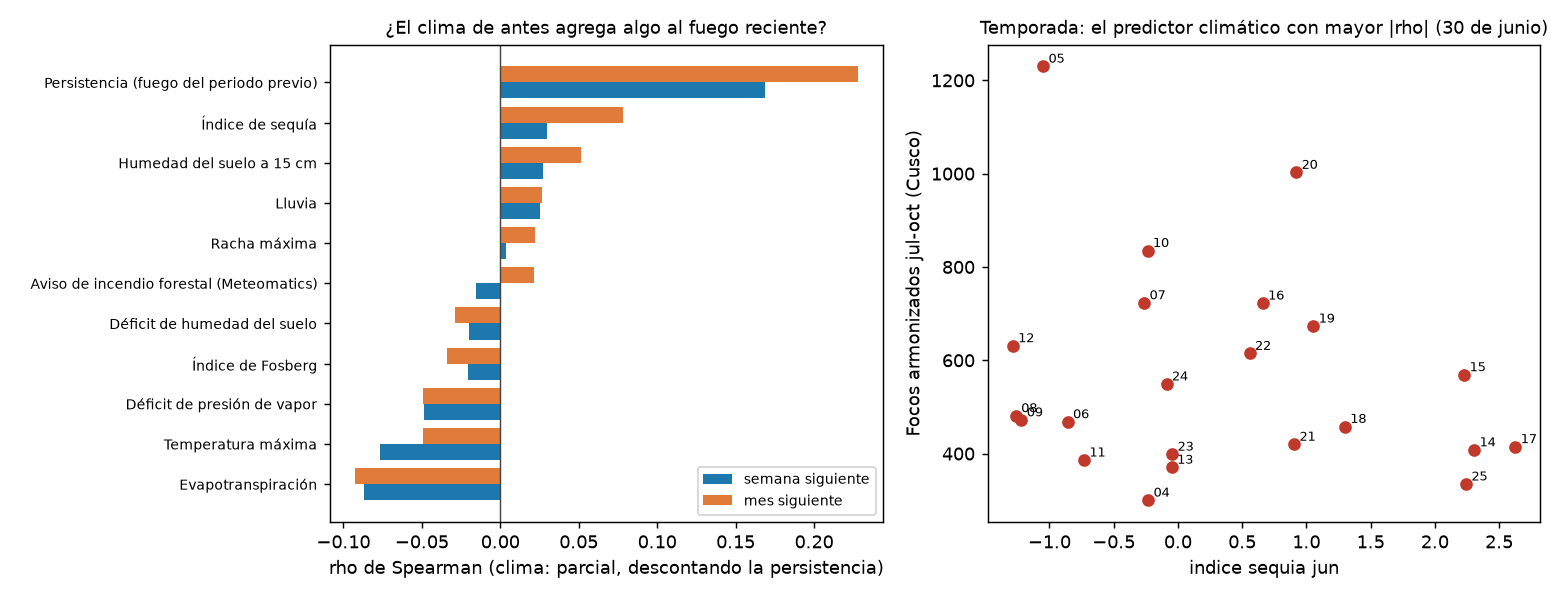 ¿El clima de antes agrega algo al fuego reciente?
Persistencia (fuego del periodo previo)
Índice de sequía
Humedad del suelo a 15 cm
Lluvia
Racha máxima
Aviso de incendio forestal (Meteomatics)
Déficit de humedad del suelo
Índice de Fosberg
Déficit de presión de vapor
Temperatura máxima
Evapotranspiración
semana siguiente
mes siguiente
−0.10 −0.05 0.00 0.05 0.10 0.15 0.20
rho de Spearman (clima: parcial, descontando la persistencia)
Temporada: el predictor climático con mayor |rho| (30 de junio)
Focos armonizados jul-oct (Cusco)
1200
1000
800
600
400
05
20
10
07
16
19
12
22
15
24
08
09
06
18
21
17
14
11
23
13
25
04
−1.0 −0.5 0.0 0.5 1.0 1.5 2.0 2.5
indice sequia jun